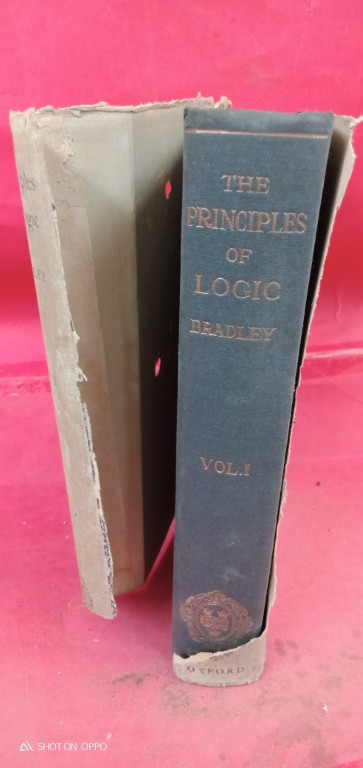 THE
PRINCIPLES
OF
LOGIC
BRADLEY
VOL.I
OXFORD
SHOT ON OPPO